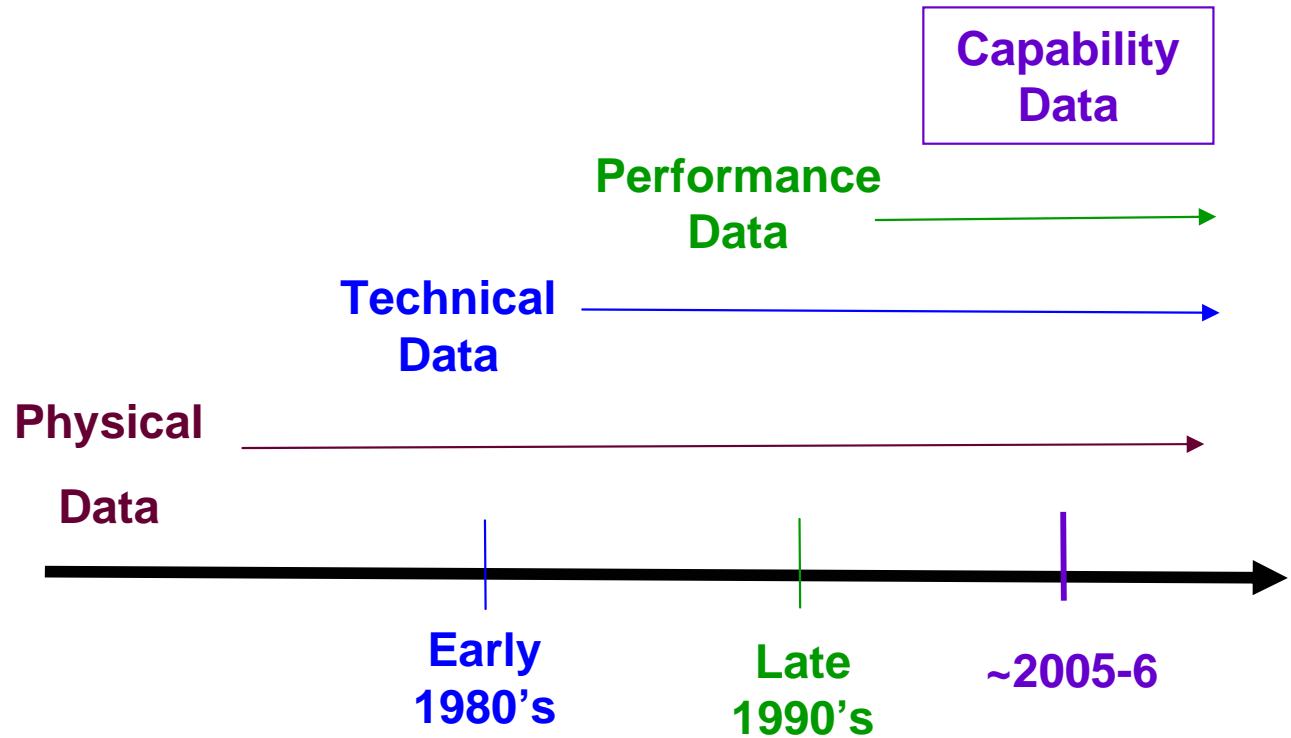 Capability
Data
Performance
Data
Technical
Data
Physical
Data
Early
1980’s
Late
1990’s
~2005-6